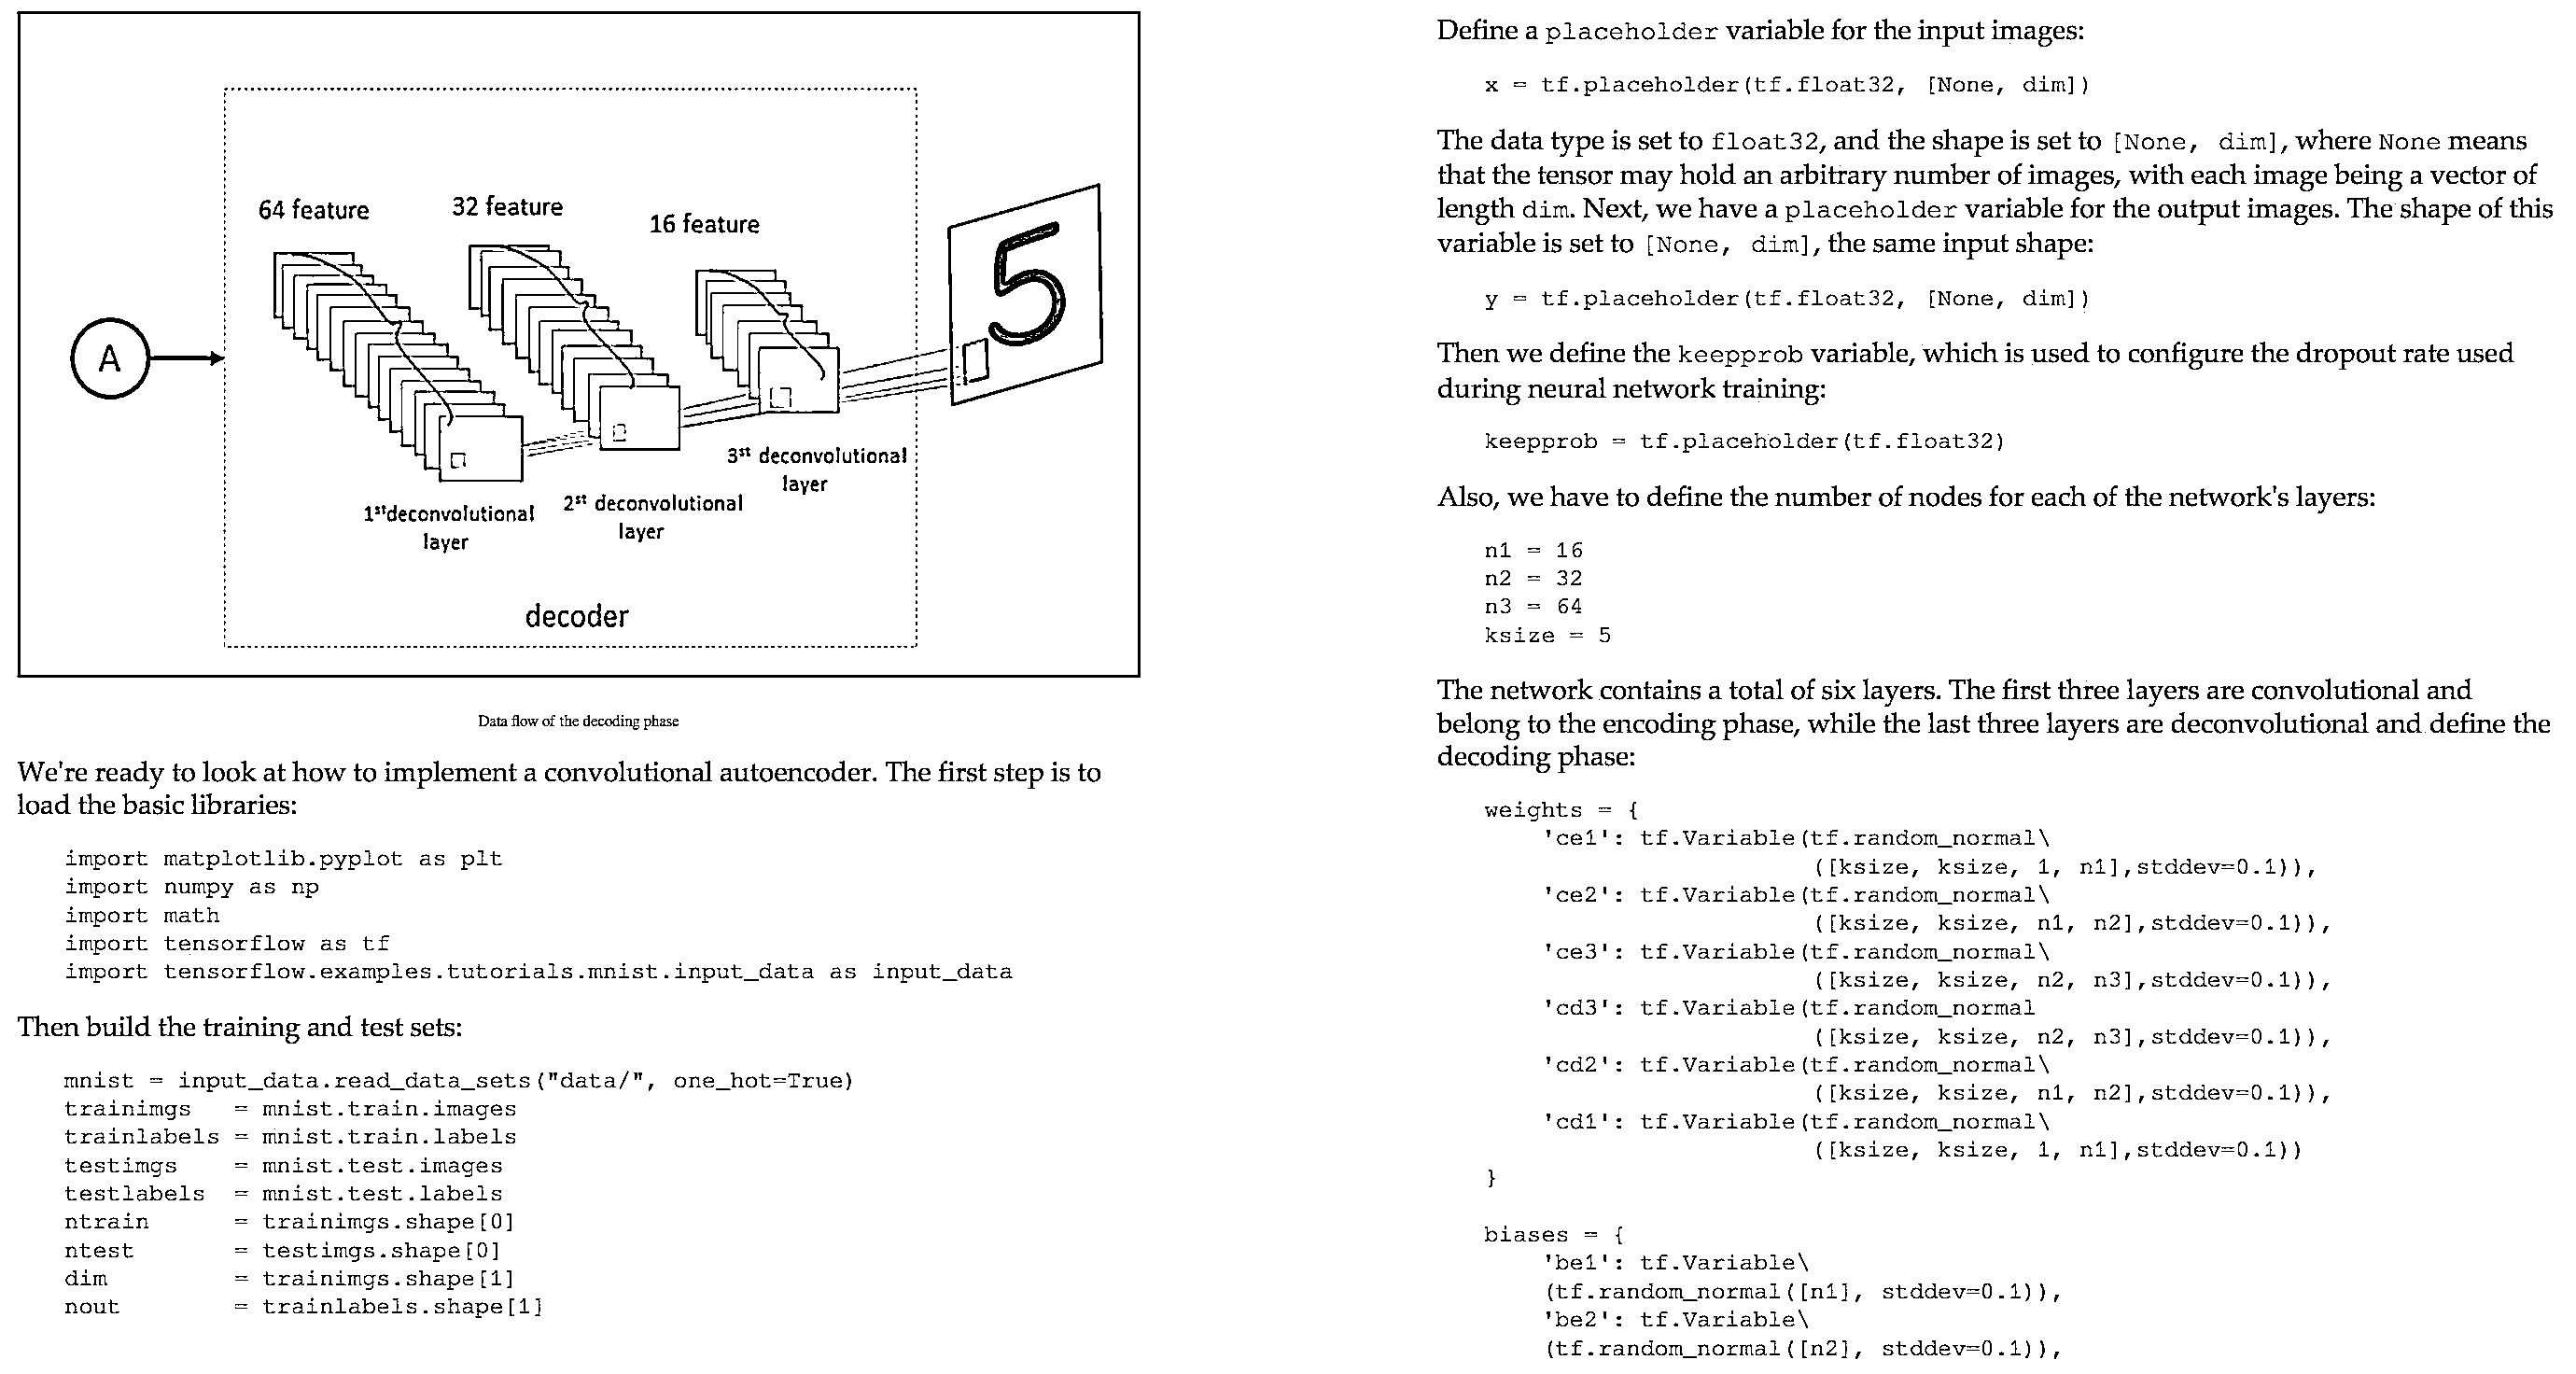 64 feature
32 feature
16 feature
5
A
3st deconvolutional
layer
2st deconvolutional
layer
1stdeconvolutional
layer
decoder
Data flow of the decoding phase
We're ready to look at how to implement a convolutional autoencoder. The first step is to
load the basic libraries:
import matplotlib.pyplot as plt
import numpy as np
import math
import tensorflow as tf
import tensorflow.examples.tutorials.mnist.input_data as input_data
Then build the training and test sets:
mnist = input_data.read_data_sets("data/", one_hot=True)
trainimgs   = mnist.train.images
trainlabels = mnist.train.labels
testimgs    = mnist.test.images
testlabels  = mnist.test.labels
ntrain      = trainimgs.shape[0]
ntest       = testimgs.shape[0]
dim         = trainimgs.shape[1]
nout        = trainlabels.shape[1]
Define a placeholder variable for the input images:
x = tf.placeholder(tf.float32, [None, dim])
The data type is set to float32, and the shape is set to [None, dim], where None means
that the tensor may hold an arbitrary number of images, with each image being a vector of
length dim. Next, we have a placeholder variable for the output images. The shape of this
variable is set to [None, dim], the same input shape:
y = tf.placeholder(tf.float32, [None, dim])
Then we define the keepprob variable, which is used to configure the dropout rate used
during neural network training:
keepprob = tf.placeholder(tf.float32)
Also, we have to define the number of nodes for each of the network's layers:
n1 = 16
n2 = 32
n3 = 64
ksize = 5
The network contains a total of six layers. The first three layers are convolutional and
belong to the encoding phase, while the last three layers are deconvolutional and define the
decoding phase:
weights = {
'ce1': tf.Variable(tf.random_normal\
([ksize, ksize, 1, n1],stddev=0.1)),
'ce2': tf.Variable(tf.random_normal\
([ksize, ksize, n1, n2],stddev=0.1)),
'ce3': tf.Variable(tf.random_normal\
([ksize, ksize, n2, n3],stddev=0.1)),
'cd3': tf.Variable(tf.random_normal
([ksize, ksize, n2, n3],stddev=0.1)),
'cd2': tf.Variable(tf.random_normal\
([ksize, ksize, n1, n2],stddev=0.1)),
'cd1': tf.Variable(tf.random_normal\
([ksize, ksize, 1, n1],stddev=0.1))
}
biases = {
'be1': tf.Variable\
(tf.random_normal([n1], stddev=0.1)),
'be2': tf.Variable\
(tf.random_normal([n2], stddev=0.1)),